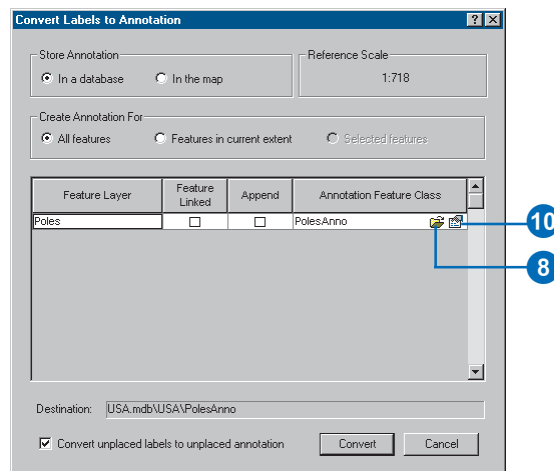 Convert Labels to Annotation
Store Annotation
In a database
In the map
Reference Scale
1:718
Create Annotation For
All features
Features in current extent
Selected features
Feature Layer
Feature Linked
Append
Annotation Feature Class
Poles
PolesAnno
10
8
Destination: USA.mdb\USA\PolesAnno
Convert unplaced labels to unplaced annotation
Convert
Cancel